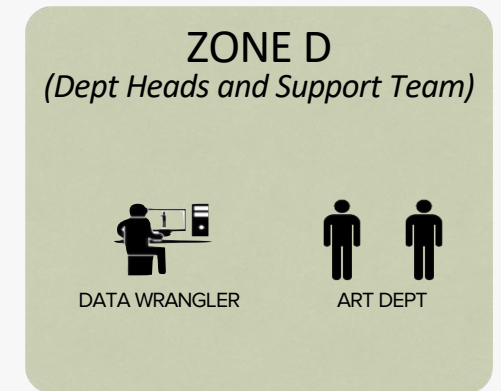 ZONE D
(Dept Heads and Support Team)
DATA WRANGLER
ART DEPT